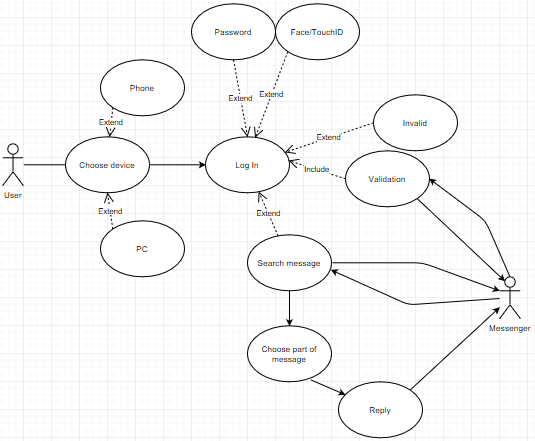 Password
Face/TouchID
Phone
Extend
Extend
Extend
Invalid
Extend
User
Choose device
Log In
Include
Validation
Extend
Extend
PC
Search message
Messenger
Choose part of
message
Reply